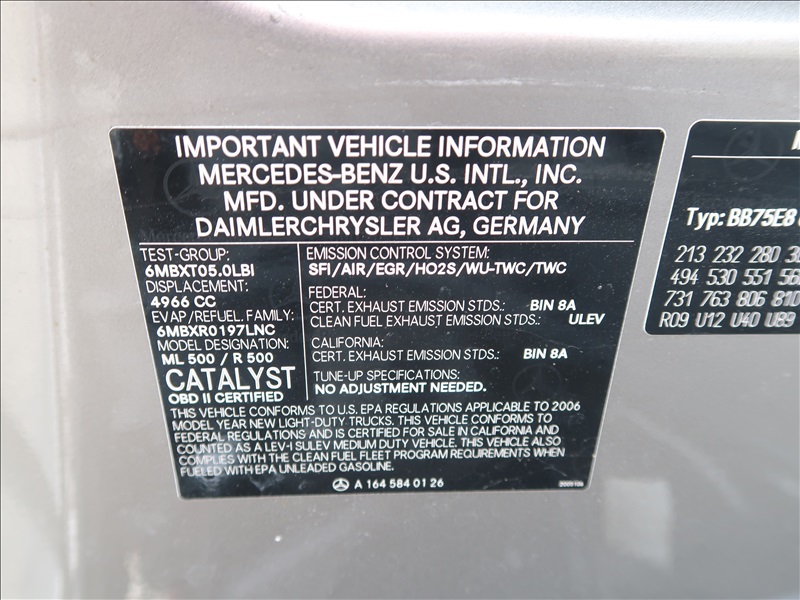 IMPORTANT VEHICLE INFORMATION
MERCEDES-BENZ U.S. INTL., INC.
MFD. UNDER CONTRACT FOR
DAIMLERCHRYSLER AG, GERMANY
TEST-GROUP:
6MBXT05.0LBI
DISPLACEMENT:
4966 CC
EVAP/REFUEL. FAMILY:
6MBXR0197LNC
MODEL DESIGNATION:
ML 500 / R 500
CATALYST
OBD II CERTIFIED
EMISSION CONTROL SYSTEM:
SFI/AIR/EGR/HO2S/WU-TWC/TWC
FEDERAL:
CERT. EXHAUST EMISSION STDS.: BIN 8A
CLEAN FUEL EXHAUST EMISSION STDS.: ULEV
CALIFORNIA:
CERT. EXHAUST EMISSION STDS.: BIN 8A
TUNE-UP SPECIFICATIONS:
NO ADJUSTMENT NEEDED.
THIS VEHICLE CONFORMS TO U.S. EPA REGULATIONS APPLICABLE TO 2006
MODEL YEAR NEW LIGHT-DUTY TRUCKS. THIS VEHICLE CONFORMS TO
FEDERAL REGULATIONS AND IS CERTIFIED FOR SALE IN CALIFORNIA AND
COUNTED AS A LEV-I SULEV MEDIUM DUTY VEHICLE. THIS VEHICLE ALSO
COMPLIES WITH THE CLEAN FUEL FLEET PROGRAM REQUIREMENTS WHEN
FUELED WITH EPA UNLEADED GASOLINE.
A 164 584 01 26
Typ: BB75E8
213 232 280
494 530 551
731 763 806 810
R09 U12 U40 U89